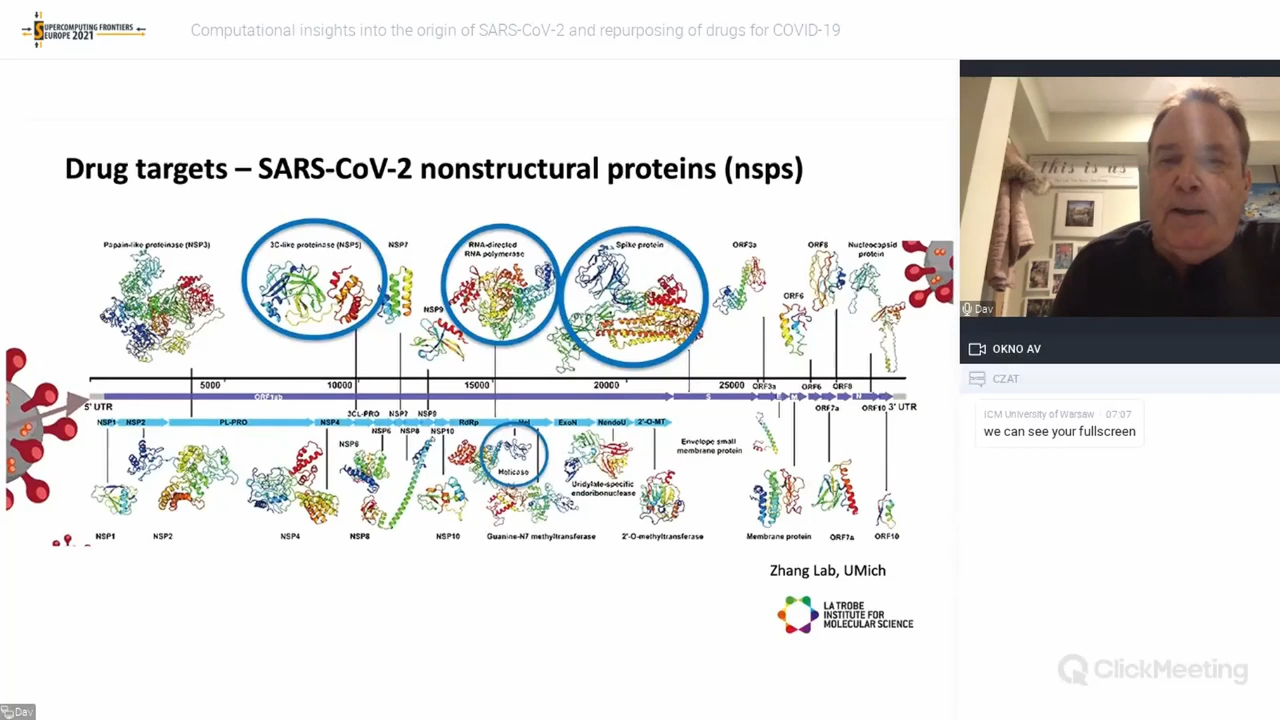 SUPERCOMPUTING FRONTIERS
EUROPE 2021
Computational insights into the origin of SARS-CoV-2 and repurposing of drugs for COVID-19
Drug targets – SARS-CoV-2 nonstructural proteins (nsps)
Papain-like proteinase (NSP3)
3C-like proteinase (NSP5)
NSP7
RNA-directed
RNA polymerase
Spike protein
ORF3a
ORF8
Nucleocapsid
protein
NSP9
ORF6
5000
10000
15000
20000
25000
ORF3a
ORF6
ORF8
ORF1ab
S
E
M
N
5' UTR
3CL-PRO
NSP7
NSP9
ORF7a
ORF10
3' UTR
NSP1
NSP2
PL-PRO
NSP4
NSP6
NSP8
NSP10
RdRp
Hel
ExoN
NendoU
2'-O-MT
NSP6
Helicase
Envelope small
membrane protein
Uridylate-specific
endoribonuclease
NSP1
NSP2
NSP4
NSP8
NSP10
Guanine-N7 methyltransferase
2'-O-methyltransferase
Membrane protein
ORF7a
ORF10
Zhang Lab, UMich
LA TROBE
INSTITUTE FOR
MOLECULAR SCIENCE
this is us
Dav
OKNO AV
CZAT
ICM University of Warsaw · 07:07
we can see your fullscreen
ClickMeeting
Dav